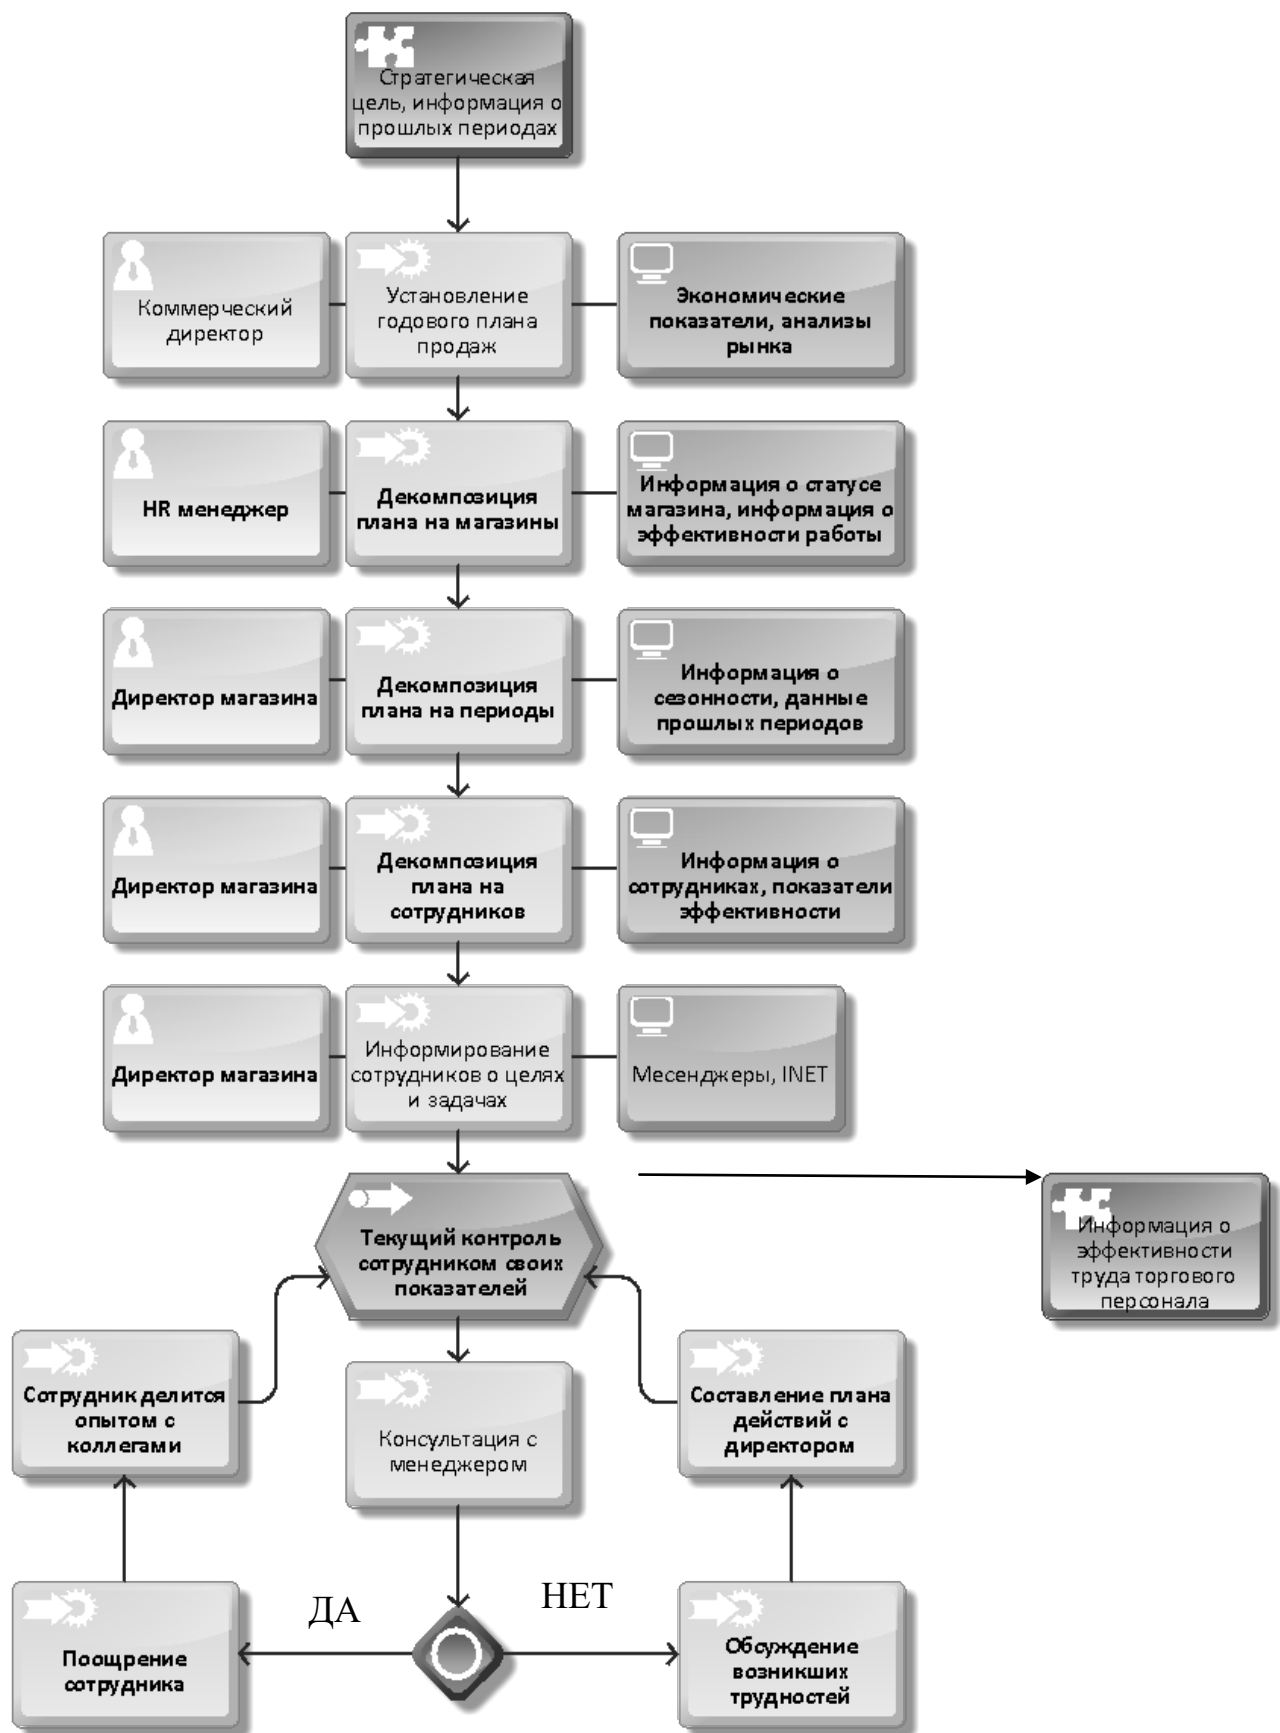 Стратегическая
цель, информация о
прошлых периодах
Коммерческий
директор
Установление
годового плана
продаж
Экономические
показатели, анализы
рынка
HR менеджер
Декомпозиция
плана на магазины
Информация о статусе
магазина, информация о
эффективности работы
Директор магазина
Декомпозиция
плана на периоды
Информация о
сезонности, данные
прошлых периодов
Директор магазина
Декомпозиция
плана на
сотрудников
Информация о
сотрудниках, показатели
эффективности
Директор магазина
Информирование
сотрудников о целях
и задачах
Месенджеры, INET
Текущий контроль
сотрудником своих
показателей
Информация о
эффективности
труда торгового
персонала
Сотрудник делится
опытом с
коллегами
Консультация с
менеджером
Составление плана
действий с
директором
ДА
НЕТ
Поощрение
сотрудника
Обсуждение
возникших
трудностей